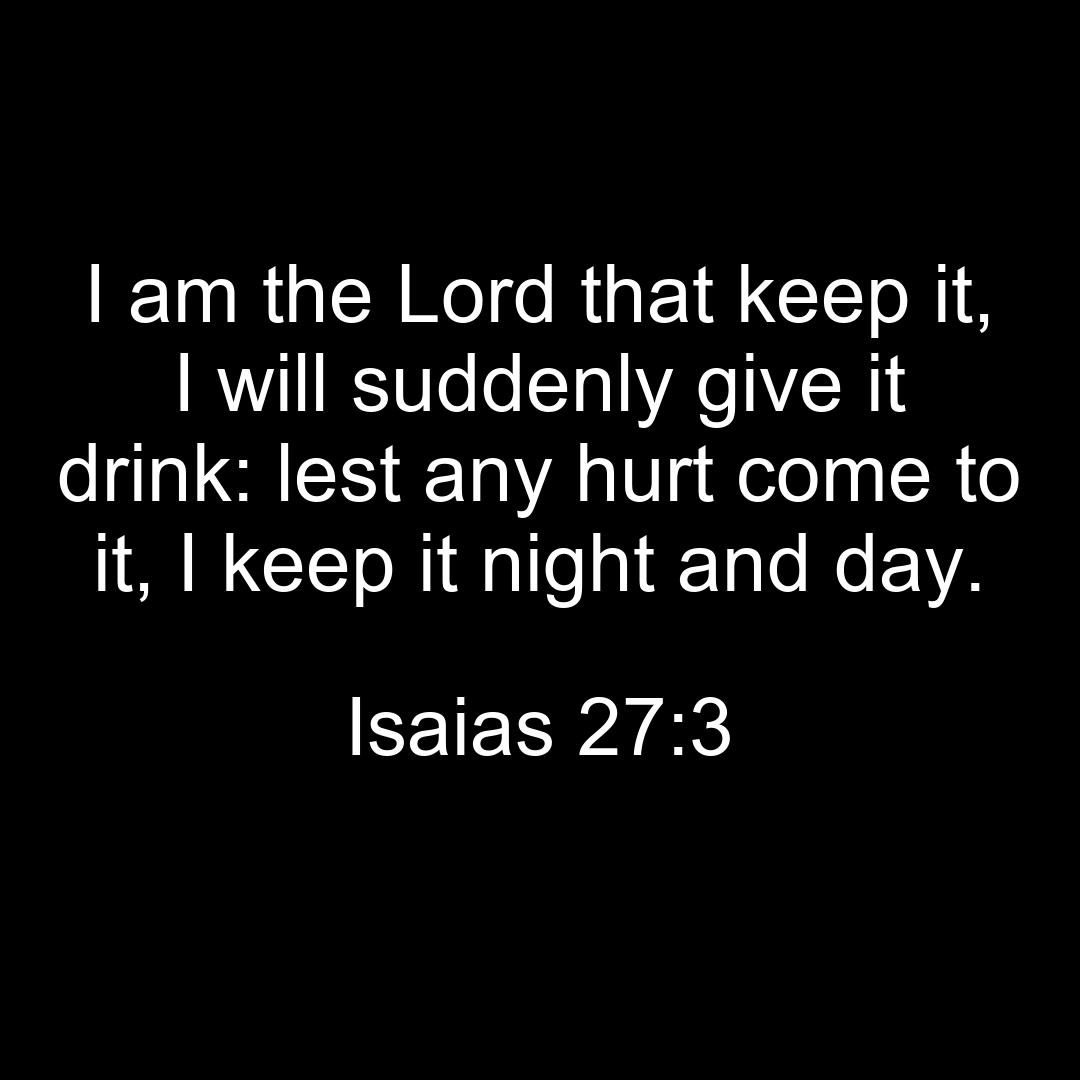 I am the Lord that keep it,
I will suddenly give it
drink: lest any hurt come to
it, I keep it night and day.
Isaias 27:3